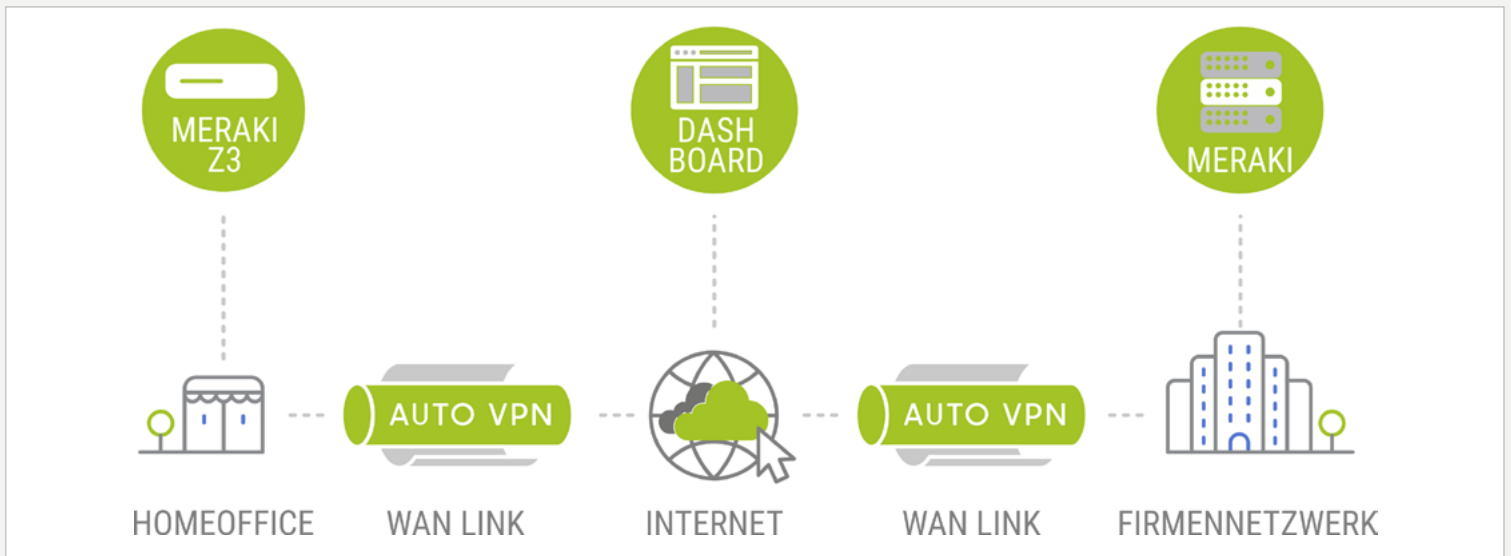 MERAKI
Z3
DASH
BOARD
MERAKI
AUTO VPN
AUTO VPN
HOMEOFFICE
WAN LINK
INTERNET
WAN LINK
FIRMENNETZWERK